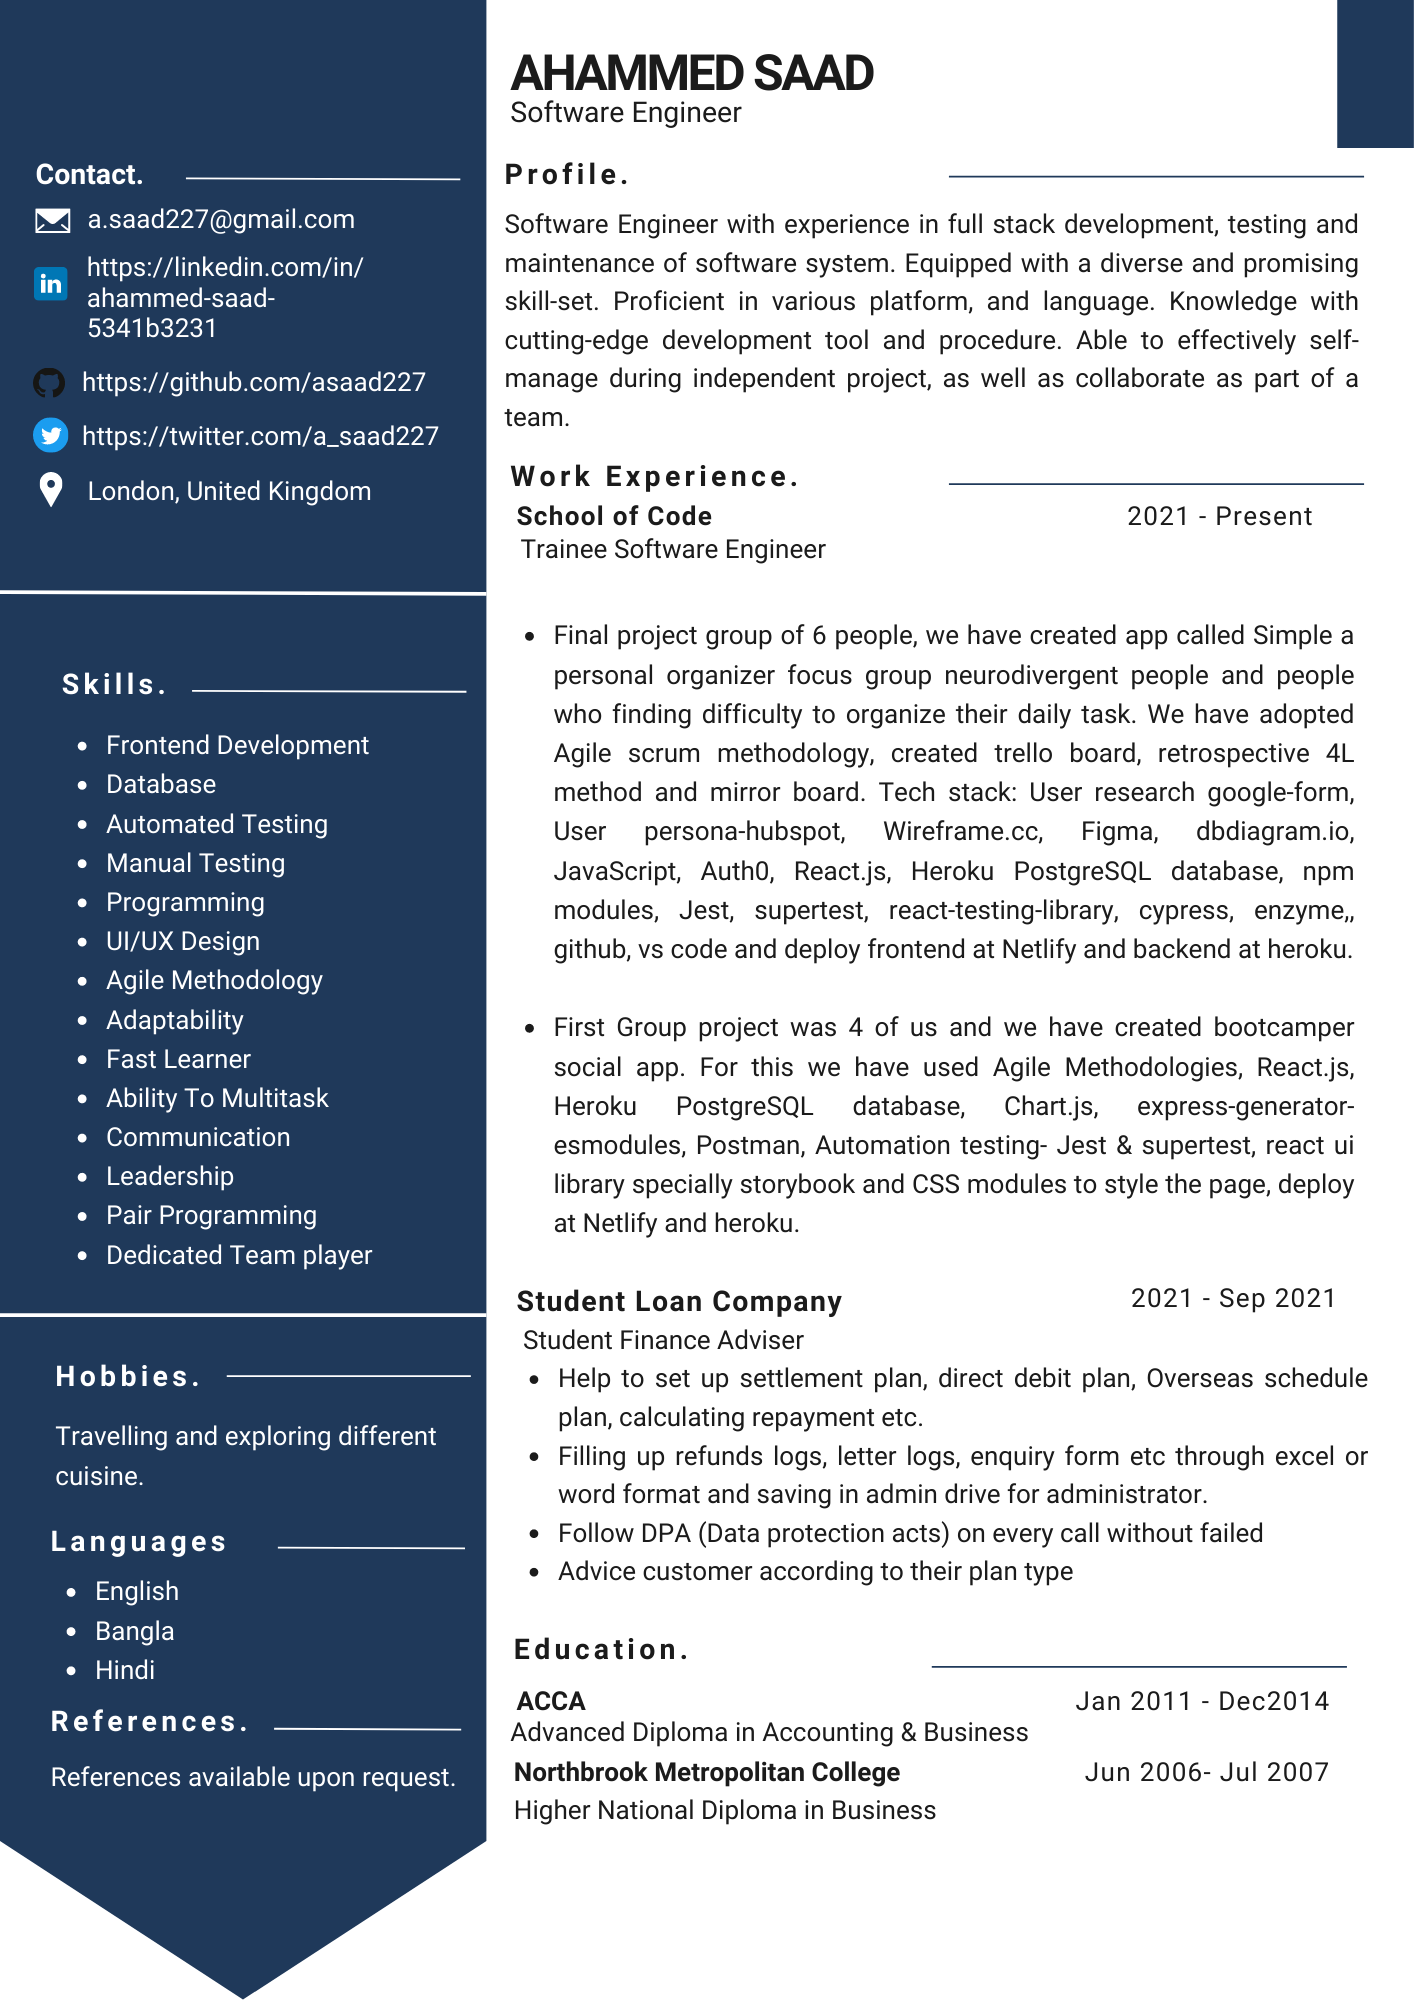 AHAMMED SAAD
Software Engineer
Contact.
a.saad227@gmail.com
https://linkedin.com/in/
ahammed-saad-
5341b3231
https://github.com/asaad227
https://twitter.com/a_saad227
London, United Kingdom
Skills.
Frontend Development
Database
Automated Testing
Manual Testing
Programming
UI/UX Design
Agile Methodology
Adaptability
Fast Learner
Ability To Multitask
Communication
Leadership
Pair Programming
Dedicated Team player
Hobbies.
Travelling and exploring different
cuisine.
Languages
English
Bangla
Hindi
References.
References available upon request.
Profile.
Software Engineer with experience in full stack development, testing and
maintenance of software system. Equipped with a diverse and promising
skill-set. Proficient in various platform, and language. Knowledge with
cutting-edge development tool and procedure. Able to effectively self-
manage during independent project, as well as collaborate as part of a
team.
Work Experience.
School of Code 2021 - Present
Trainee Software Engineer
Final project group of 6 people, we have created app called Simple a
personal organizer focus group neurodivergent people and people
who finding difficulty to organize their daily task. We have adopted
Agile scrum methodology, created trello board, retrospective 4L
method and mirror board. Tech stack: User research google-form,
User persona-hubspot, Wireframe.cc, Figma, dbdiagram.io,
JavaScript, Auth0, React.js, Heroku PostgreSQL database, npm
modules, Jest, supertest, react-testing-library, cypress, enzyme,,
github, vs code and deploy frontend at Netlify and backend at heroku.
First Group project was 4 of us and we have created bootcamper
social app. For this we have used Agile Methodologies, React.js,
Heroku PostgreSQL database, Chart.js, express-generator-
esmodules, Postman, Automation testing- Jest & supertest, react ui
library specially storybook and CSS modules to style the page, deploy
at Netlify and heroku.
Student Loan Company 2021 - Sep 2021
Student Finance Adviser
Help to set up settlement plan, direct debit plan, Overseas schedule
plan, calculating repayment etc.
Filling up refunds logs, letter logs, enquiry form etc through excel or
word format and saving in admin drive for administrator.
Follow DPA (Data protection acts) on every call without failed
Advice customer according to their plan type
Education.
ACCA Jan 2011 - Dec2014
Advanced Diploma in Accounting & Business
Northbrook Metropolitan College Jun 2006- Jul 2007
Higher National Diploma in Business